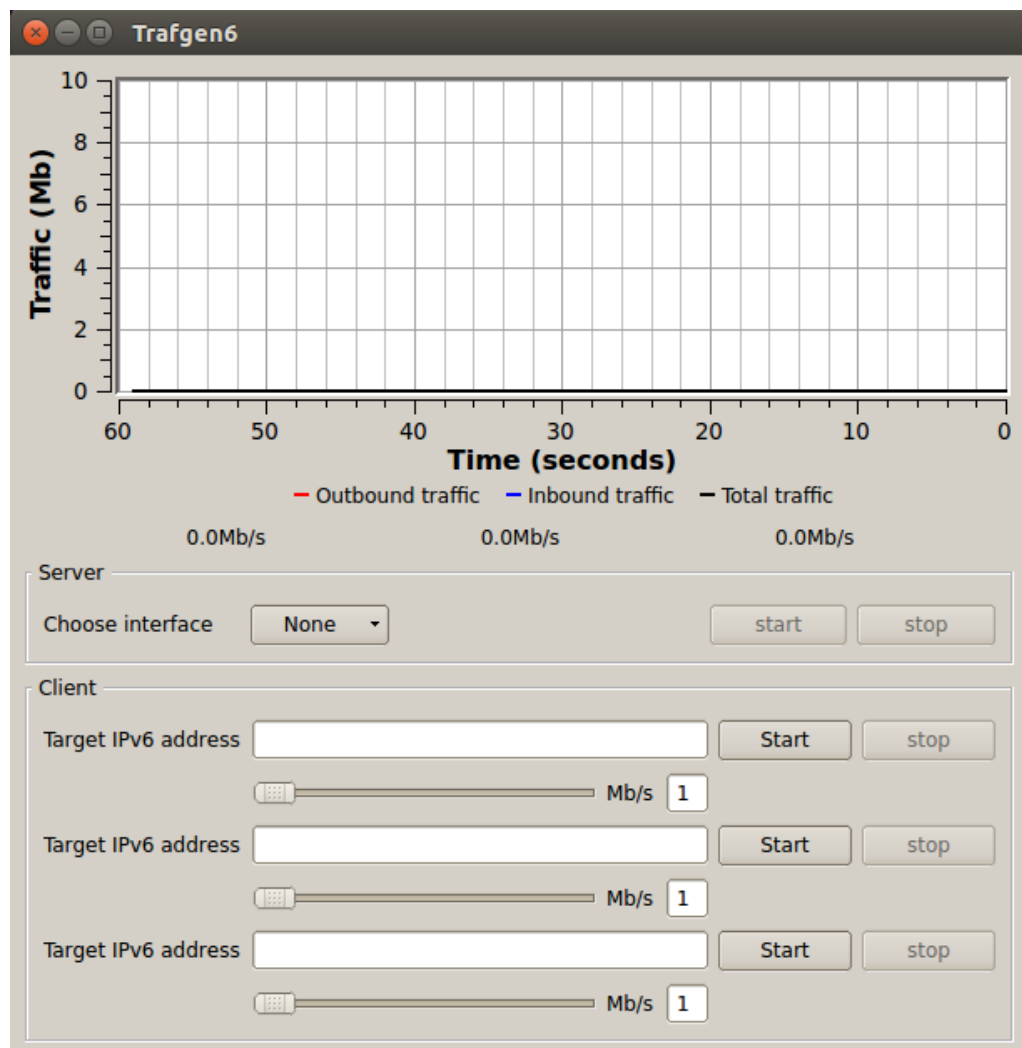 Trafgen6
10
8
6
4
2
0
Traffic (Mb)
60 50 40 30 20 10 0
Time (seconds)
Outbound traffic Inbound traffic Total traffic
0.0Mb/s 0.0Mb/s 0.0Mb/s
Server
Choose interface None start stop
Client
Target IPv6 address Start stop
Mb/s 1
Target IPv6 address Start stop
Mb/s 1
Target IPv6 address Start stop
Mb/s 1